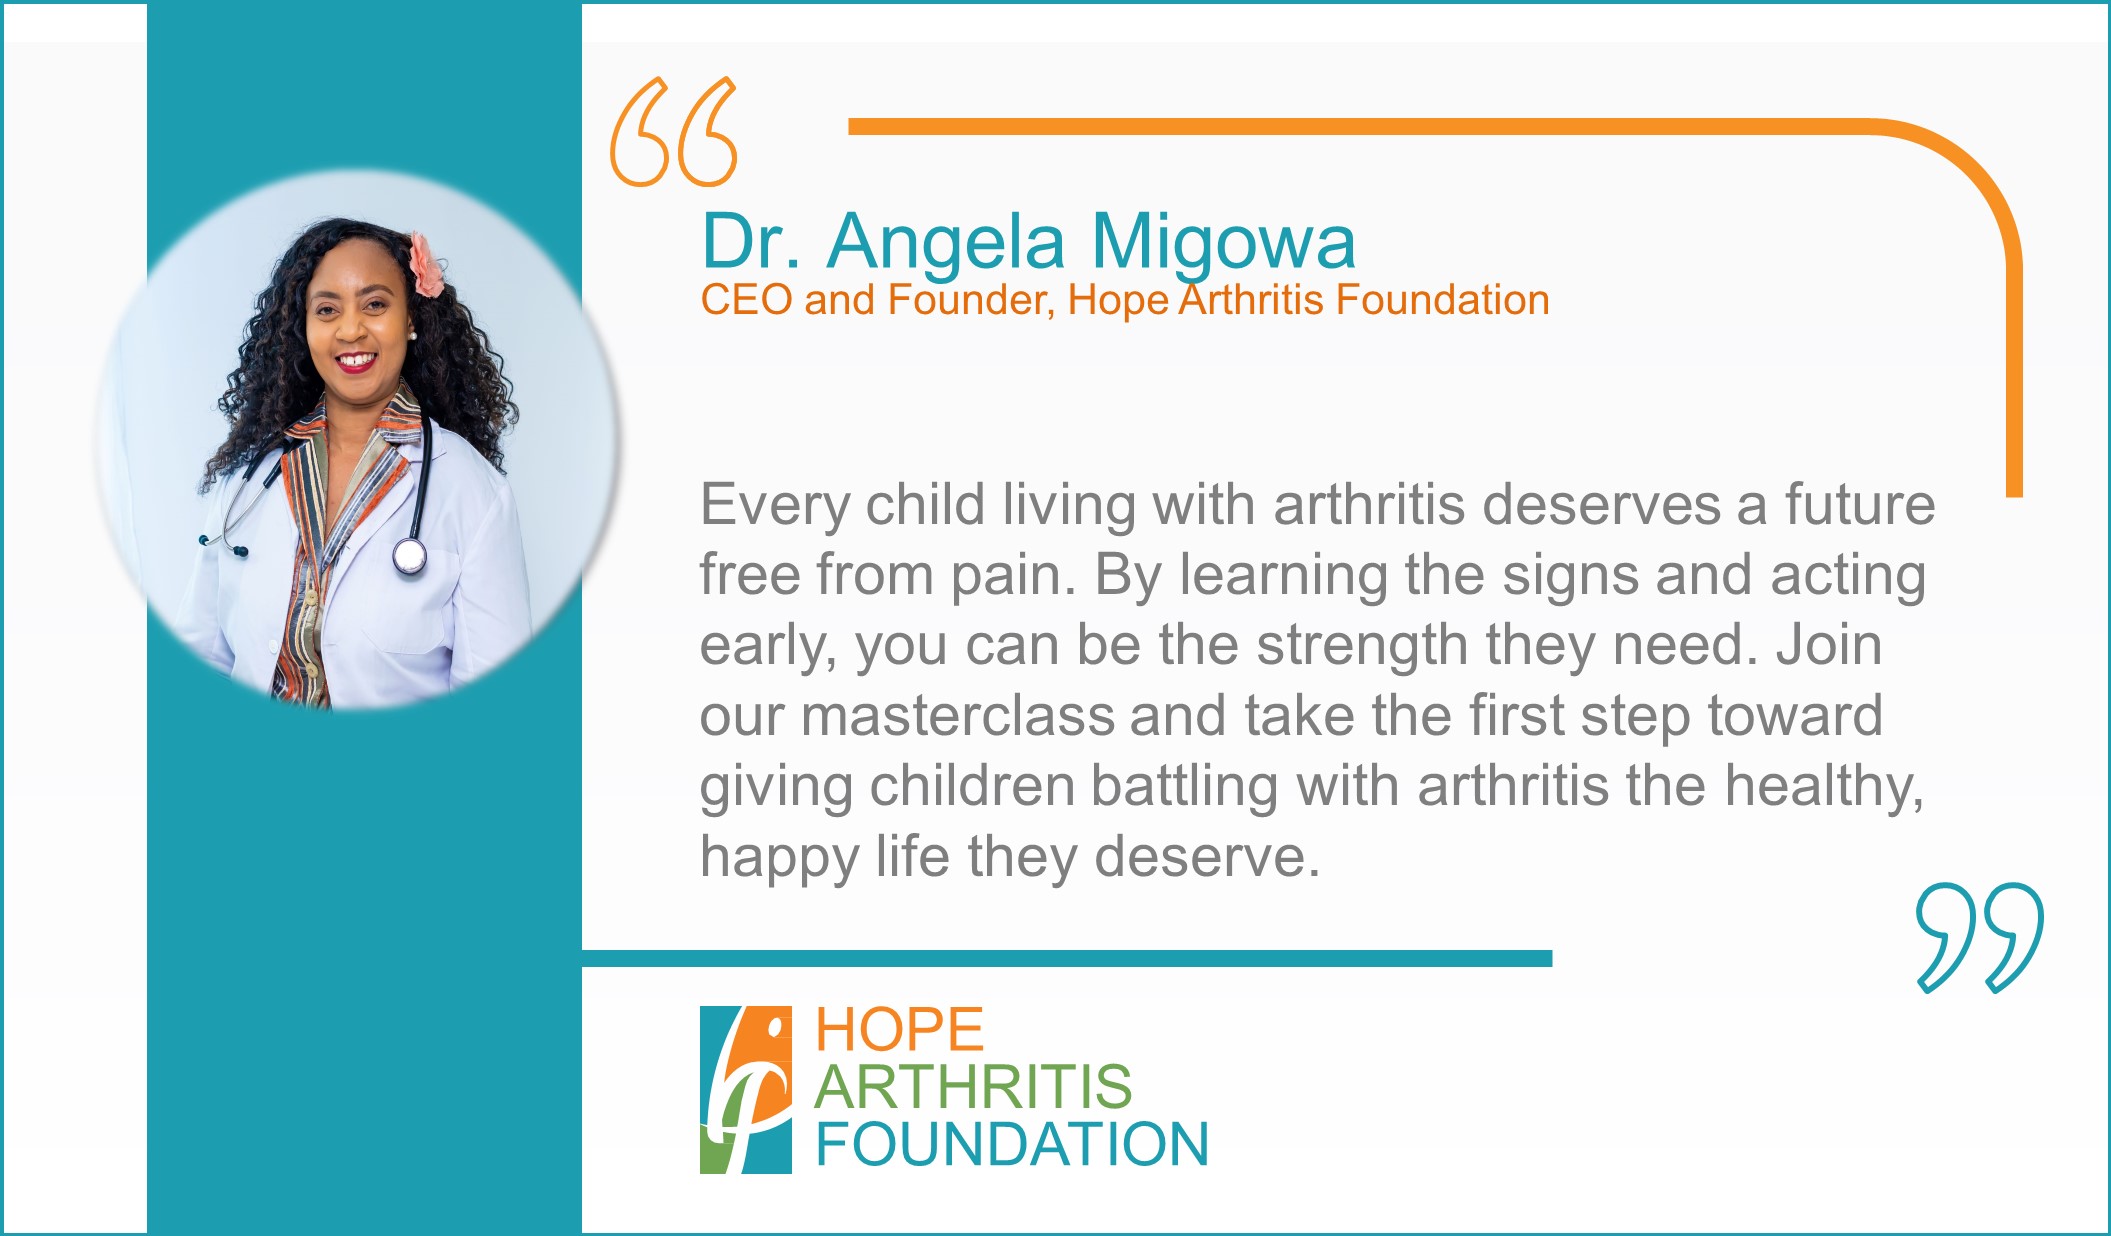 “
Dr. Angela Migowa
CEO and Founder, Hope Arthritis Foundation
Every child living with arthritis deserves a future
free from pain. By learning the signs and acting
early, you can be the strength they need. Join
our masterclass and take the first step toward
giving children battling with arthritis the healthy,
happy life they deserve.
”
HOPE
ARTHRITIS
FOUNDATION